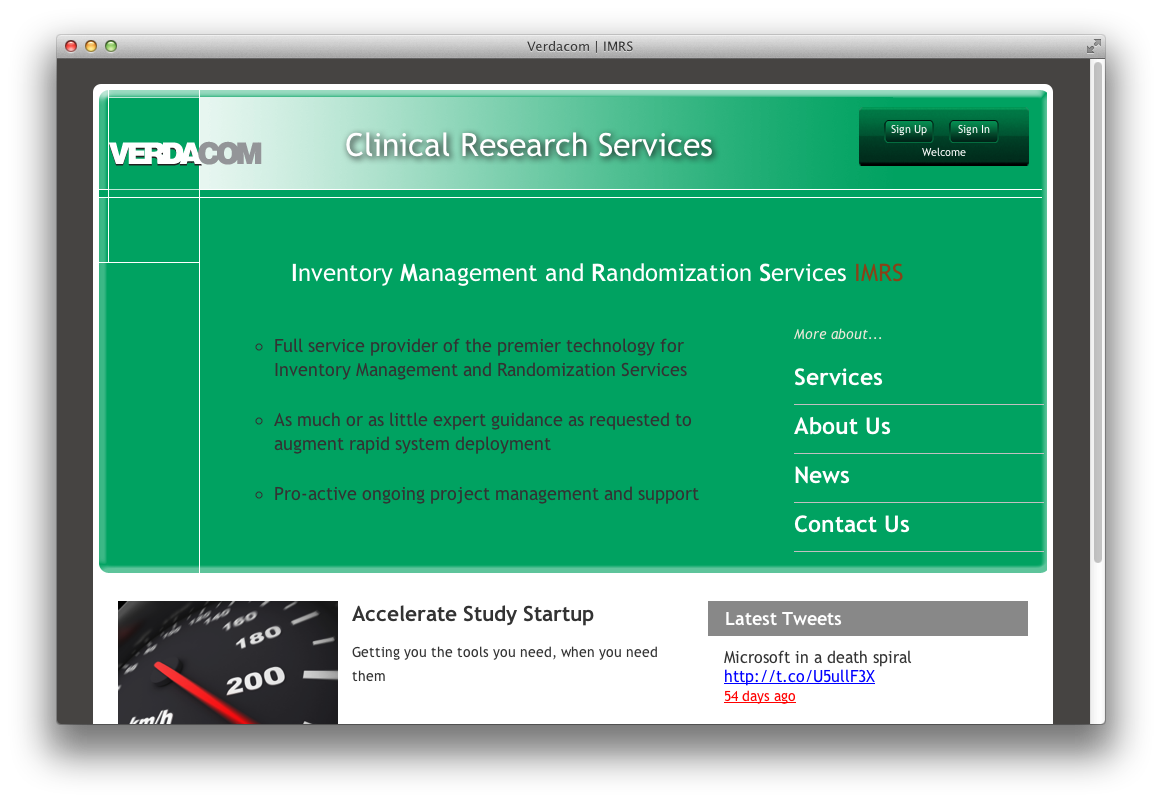 Verdacom | IMRS
VERDACOM
Clinical Research Services
Sign Up
Sign In
Welcome
Inventory Management and Randomization Services IMRS
Full service provider of the premier technology for
Inventory Management and Randomization Services
As much or as little expert guidance as requested to
augment rapid system deployment
Pro-active ongoing project management and support
More about...
Services
About Us
News
Contact Us
140
160
180
200
km/h
Accelerate Study Startup
Getting you the tools you need, when you need
them
Latest Tweets
Microsoft in a death spiral
http://t.co/U5ullF3X
54 days ago